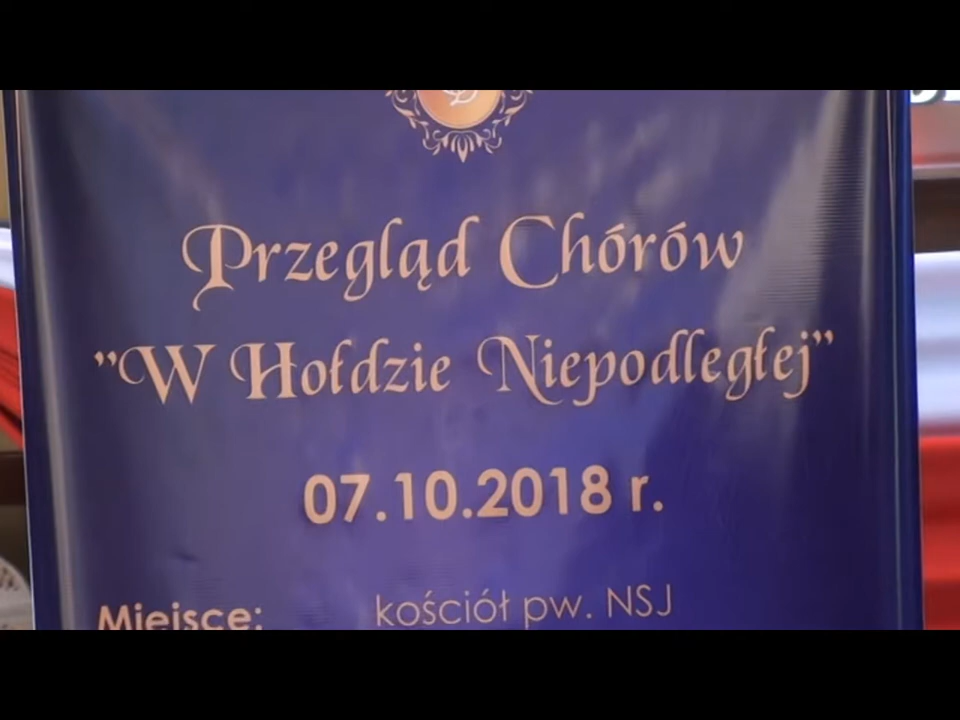 Przegląd Chórów
"W Hołdzie Niepodległej"
07.10.2018 r.
Miejsce: kościół pw. NSJ